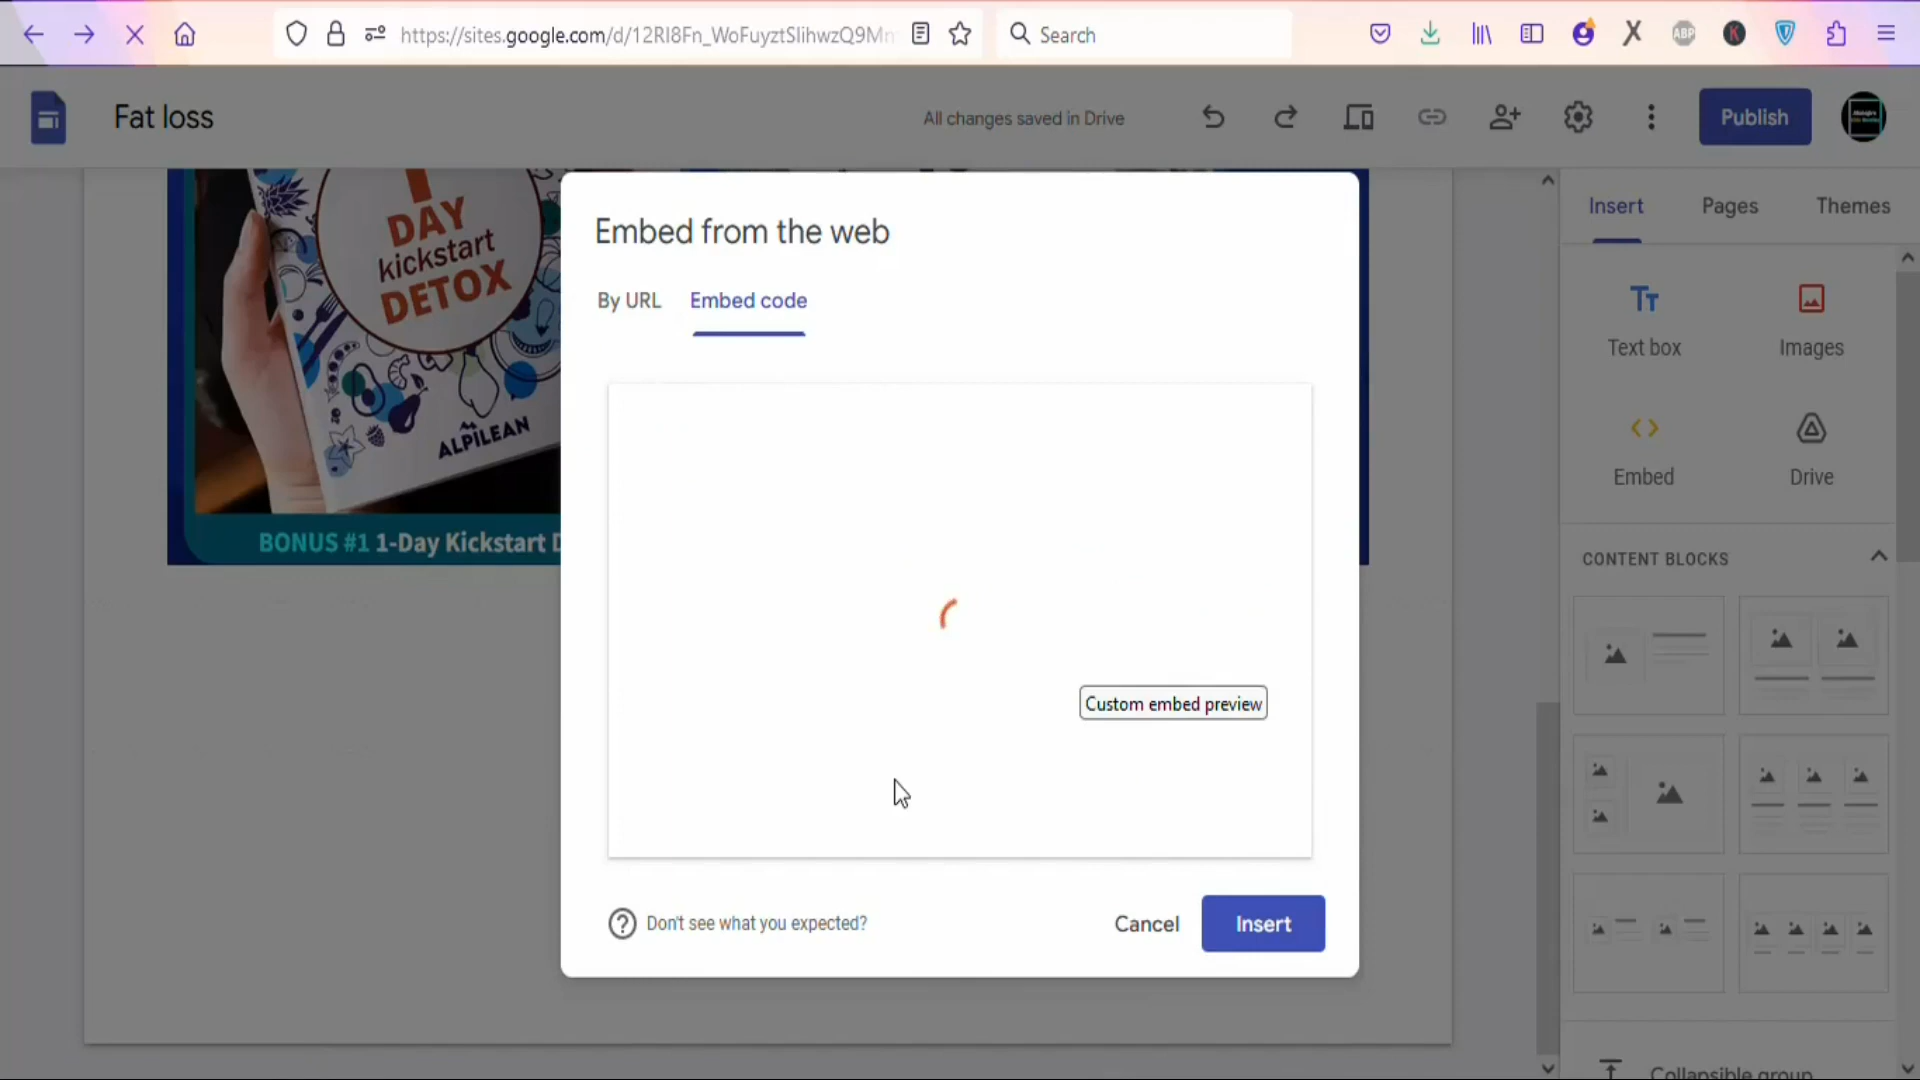 https://sites.google.com/d/12RI8Fn_WoFuyztSlihwzQ9Mm
Search
ABP
K
Fat loss
All changes saved in Drive
Publish
DAY
kickstart
DETOX
ALPILEAN
BONUS #1 1-Day Kickstart D
Embed from the web
By URL
Embed code
Custom embed preview
Don't see what you expected?
Cancel
Insert
Insert
Pages
Themes
Text box
Images
Embed
Drive
CONTENT BLOCKS
Collapsible group